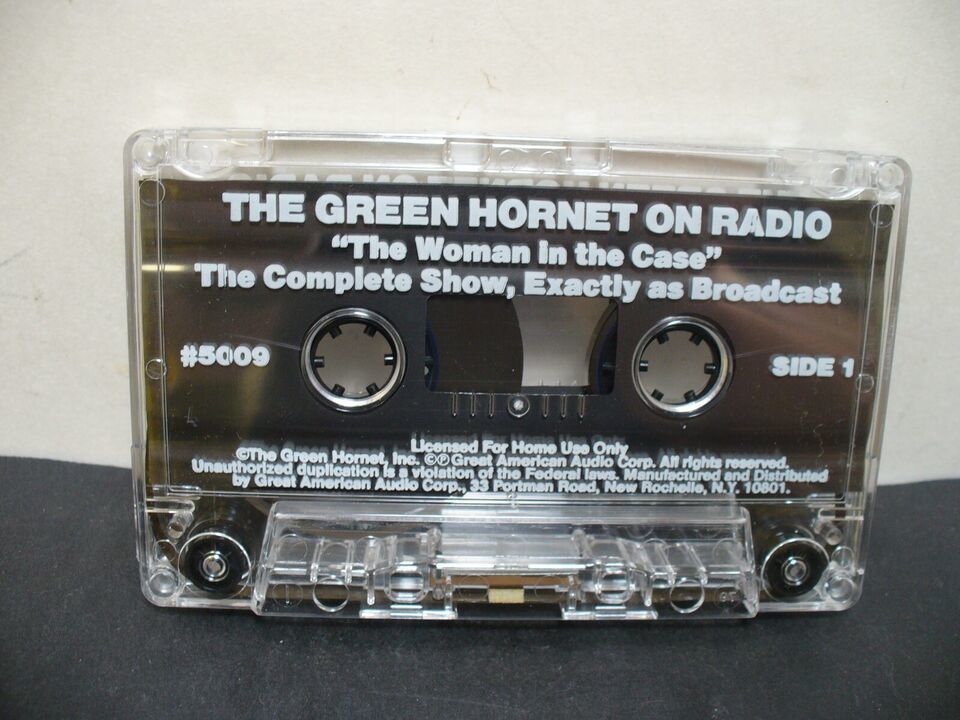 THE GREEN HORNET ON RADIO
“The Woman in the Case”
The Complete Show, Exactly as Broadcast
#5009
SIDE 1
Licensed For Home Use Only
©The Green Hornet, Inc. ©℗Great American Audio Corp. All rights reserved.
Unauthorized duplication is a violation of the Federal laws. Manufactured and Distributed
by Great American Audio Corp., 33 Portman Road, New Rochelle, N.Y. 10801.